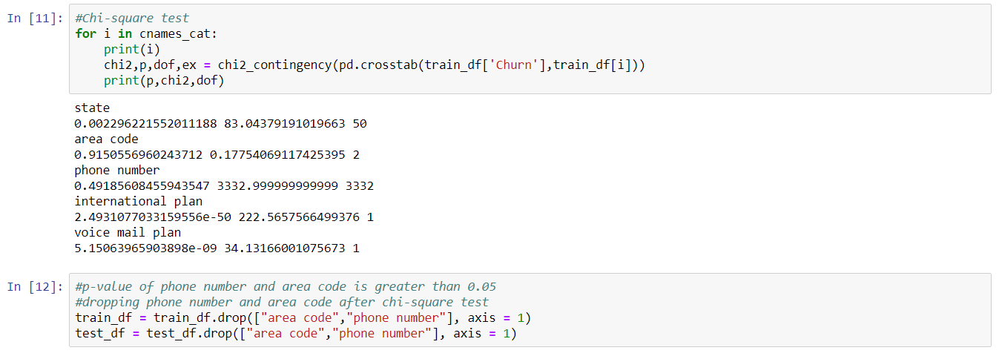 In [11]: #Chi-square test
for i in cnames_cat:
    print(i)
    chi2,p,dof,ex = chi2_contingency(pd.crosstab(train_df['Churn'],train_df[i]))
    print(p,chi2,dof)
state
0.002296221552011188 83.04379191019663 50
area code
0.9150556960243712 0.17754069117425395 2
phone number
0.49185608455943547 3332.999999999999 3332
international plan
2.4931077033159556e-50 222.5657566499376 1
voice mail plan
5.15063965903898e-09 34.13166001075673 1
In [12]: #p-value of phone number and area code is greater than 0.05
#dropping phone number and area code after chi-square test
train_df = train_df.drop(["area code","phone number"], axis = 1)
test_df = test_df.drop(["area code","phone number"], axis = 1)